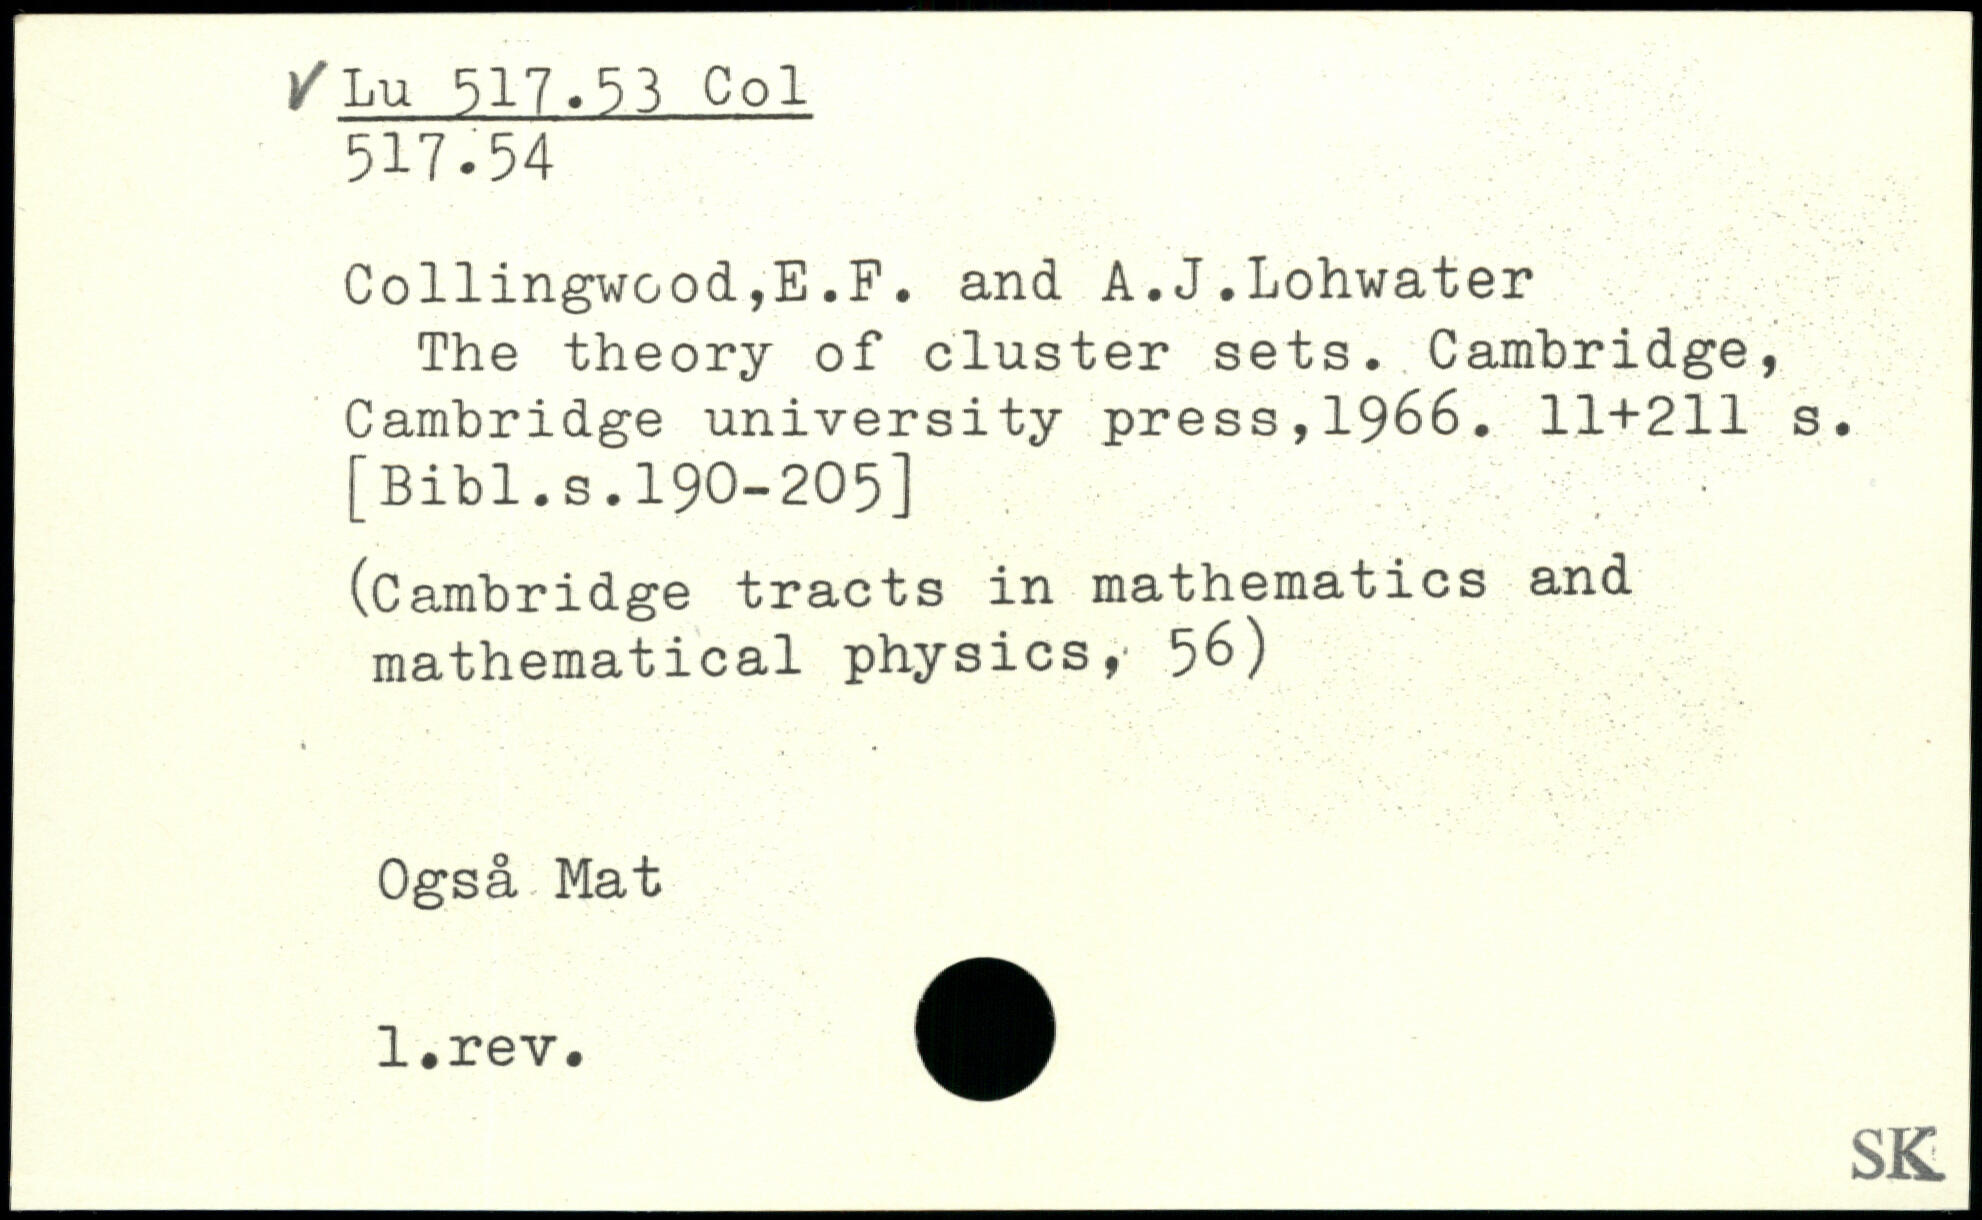 ✓ Lu 517.53 Col
517.54
Collingwood,E.F. and A.J.Lohwater
The theory of cluster sets. Cambridge,
Cambridge university press,1966. 11+211 s.
[Bibl.s.190-205]
(Cambridge tracts in mathematics and
mathematical physics, 56)
Også Mat
1.rev.
SK